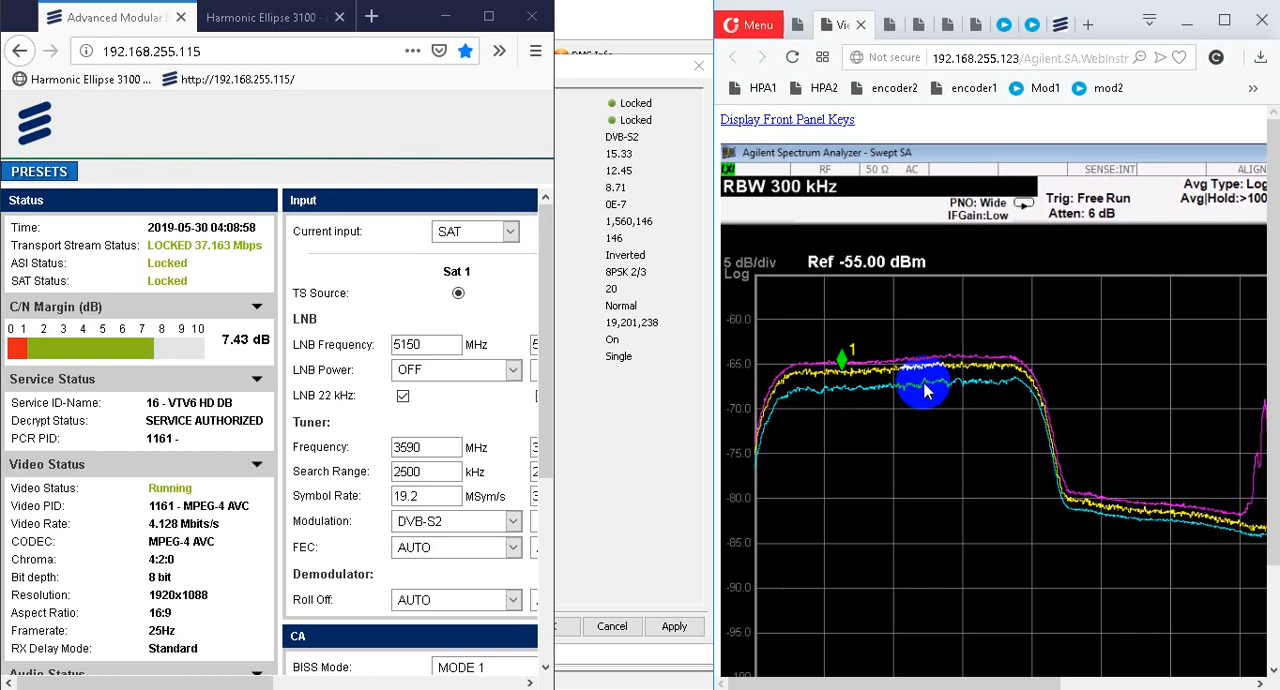 Advanced Modular
Harmonic Ellipse 3100 -
192.168.255.115
Harmonic Ellipse 3100 ...
http://192.168.255.115/
PRESETS
Status
Time: 2019-05-30 04:08:58
Transport Stream Status: LOCKED 37.163 Mbps
ASI Status: Locked
SAT Status: Locked
C/N Margin (dB)
0 1 2 3 4 5 6 7 8 9 10
7.43 dB
Service Status
Service ID-Name: 16 - VTV6 HD DB
Decrypt Status: SERVICE AUTHORIZED
PCR PID: 1161 -
Video Status
Video Status: Running
Video PID: 1161 - MPEG-4 AVC
Video Rate: 4.128 Mbits/s
CODEC: MPEG-4 AVC
Chroma: 4:2:0
Bit depth: 8 bit
Resolution: 1920x1088
Aspect Ratio: 16:9
Framerate: 25Hz
RX Delay Mode: Standard
Audio Status
Input
Current input: SAT
Sat 1
TS Source:
LNB
LNB Frequency: 5150 MHz
LNB Power: OFF
LNB 22 kHz:
Tuner:
Frequency: 3590 MHz
Search Range: 2500 kHz
Symbol Rate: 19.2 MSym/s
Modulation: DVB-S2
FEC: AUTO
Demodulator:
Roll Off: AUTO
CA
BISS Mode: MODE 1
Locked
Locked
DVB-S2
15.33
12.45
8.71
0E-7
1,560,146
146
Inverted
8PSK 2/3
20
Normal
19,201,238
On
Single
Cancel
Apply
Menu
Vie
Not secure 192.168.255.123/Agilent.SA.WebInstr
HPA1
HPA2
encoder2
encoder1
Mod1
mod2
Display Front Panel Keys
Agilent Spectrum Analyzer - Swept SA
RF 50 Ω AC SENSE:INT ALIGN
RBW 300 kHz
PNO: Wide
IFGain:Low
Trig: Free Run
Atten: 6 dB
Avg Type: Log
Avg|Hold:>100
5 dB/div
Log
Ref -55.00 dBm
1
-60.0
-65.0
-70.0
-75.0
-80.0
-85.0
-90.0
-95.0